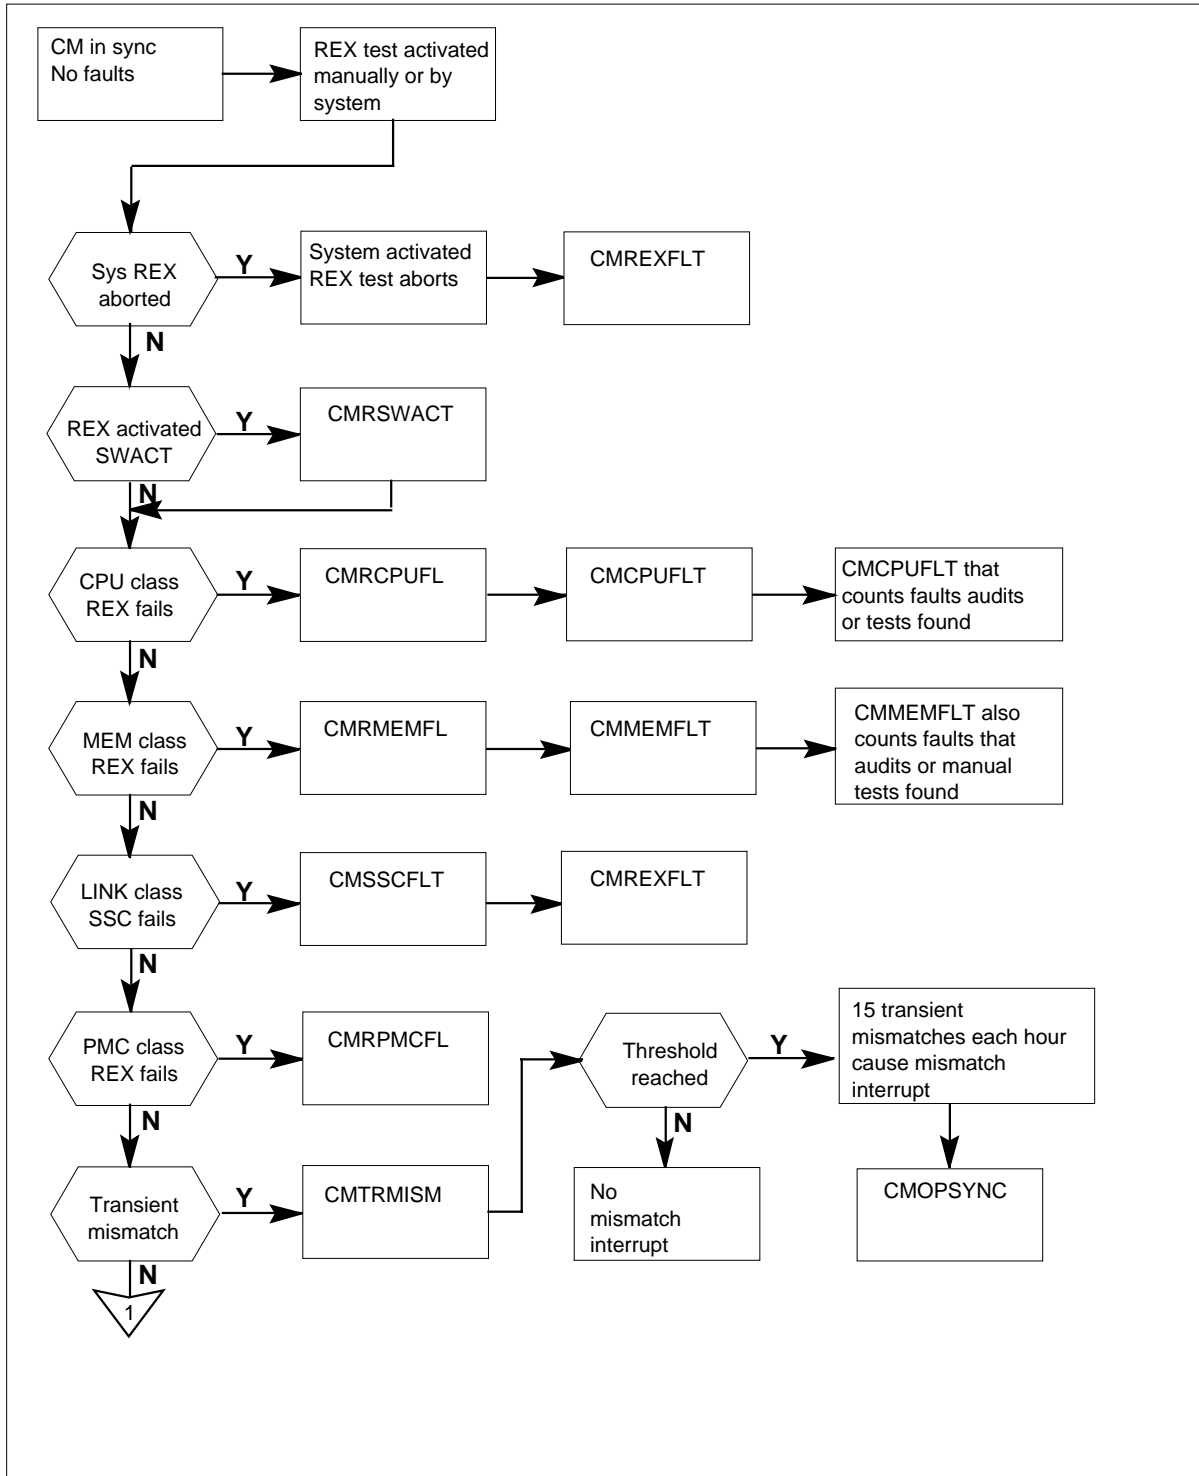 CM in sync
No faults
REX test activated
manually or by
system
Sys REX
aborted
Y
System activated
REX test aborts
CMREXFLT
N
REX activated
SWACT
Y
CMRSWACT
N
CPU class
REX fails
Y
CMRCPUFL
CMCPUFLT
CMCPUFLT that
counts faults audits
or tests found
N
MEM class
REX fails
Y
CMRMEMFL
CMMEMFLT
CMMEMFLT also
counts faults that
audits or manual
tests found
N
LINK class
SSC fails
Y
CMSSCFLT
CMREXFLT
N
PMC class
REX fails
Y
CMRPMCFL
Threshold
reached
Y
15 transient
mismatches each hour
cause mismatch
interrupt
N
N
Transient
mismatch
Y
CMTRMISM
No
mismatch
interrupt
CMOPSYNC
N
1